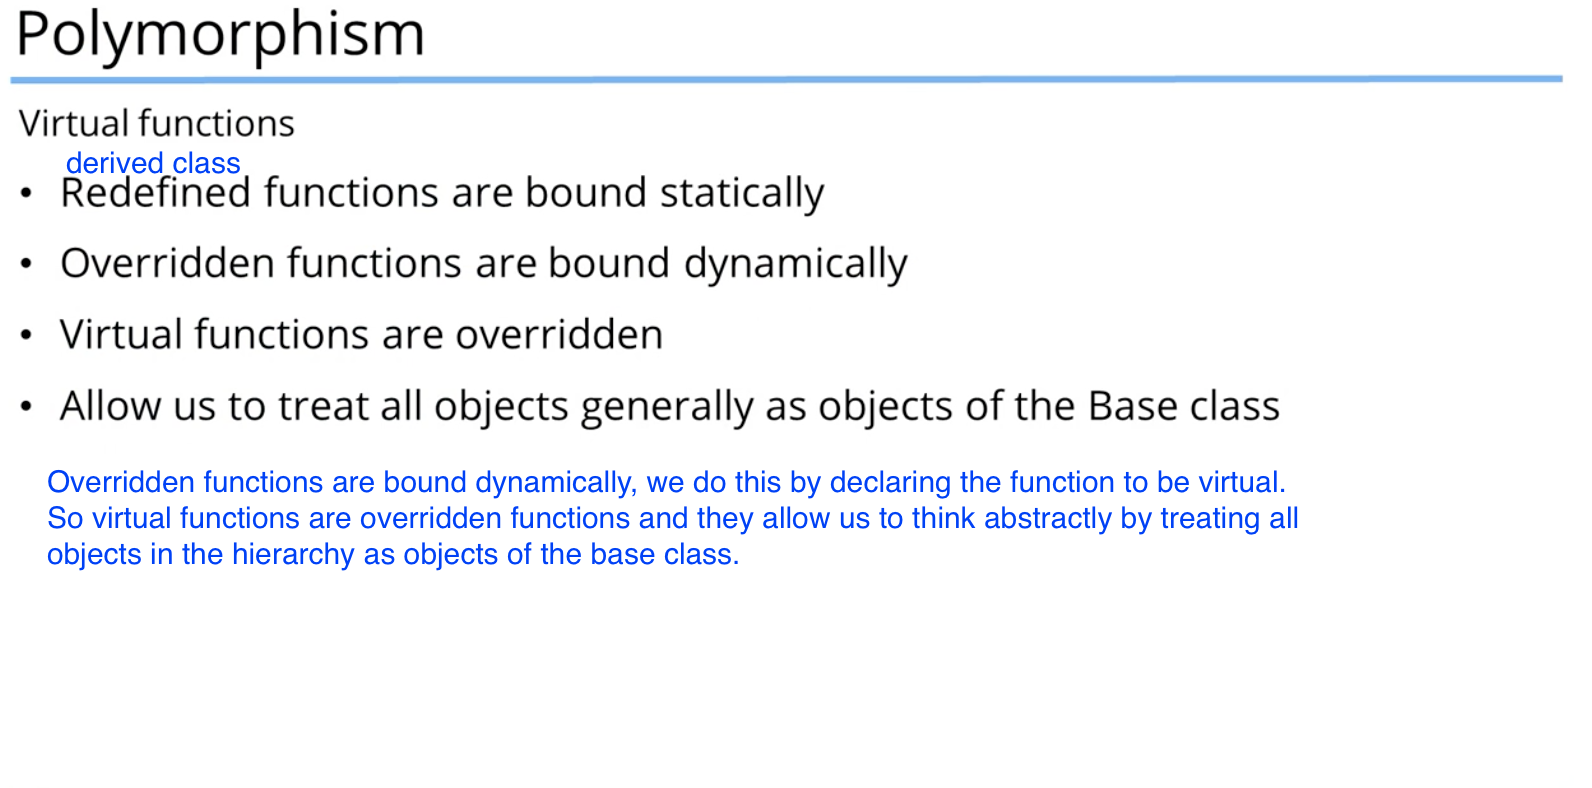 Polymorphism
Virtual functions
derived class
• Redefined functions are bound statically
• Overridden functions are bound dynamically
• Virtual functions are overridden
• Allow us to treat all objects generally as objects of the Base class
Overridden functions are bound dynamically, we do this by declaring the function to be virtual.
So virtual functions are overridden functions and they allow us to think abstractly by treating all
objects in the hierarchy as objects of the base class.